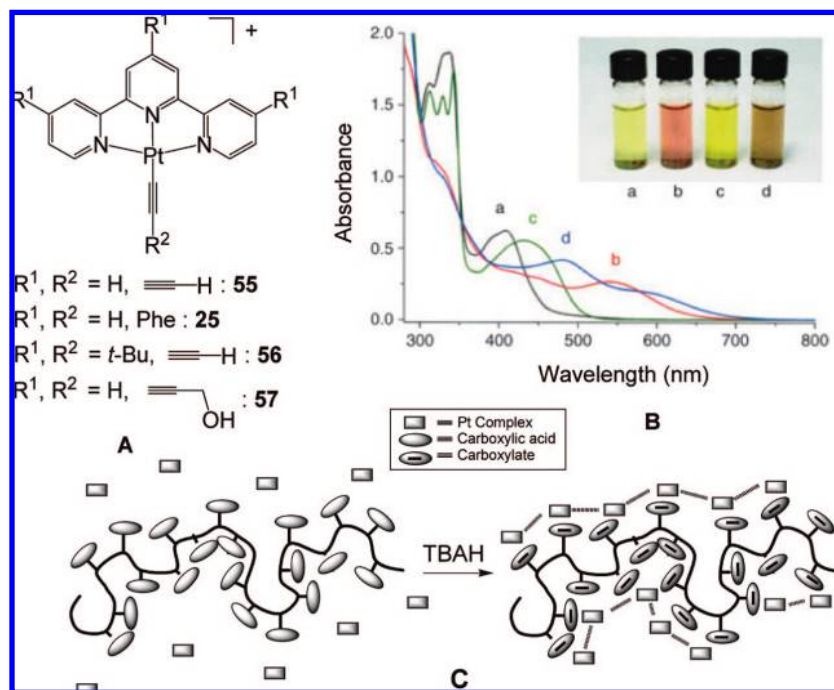 A
R¹
+
R¹
R¹
N
N
N
Pt
R²
R¹, R² = H, H : 55
R¹, R² = H, Phe : 25
R¹, R² = t-Bu, H : 56
R¹, R² = H, : 57
OH
A
B
2.0
1.5
1.0
0.5
0.0
300 400 500 600 700 800
Absorbance
Wavelength (nm)
a
c
d
b
a b c d
B
Pt Complex
Carboxylic acid
Carboxylate
TBAH
C